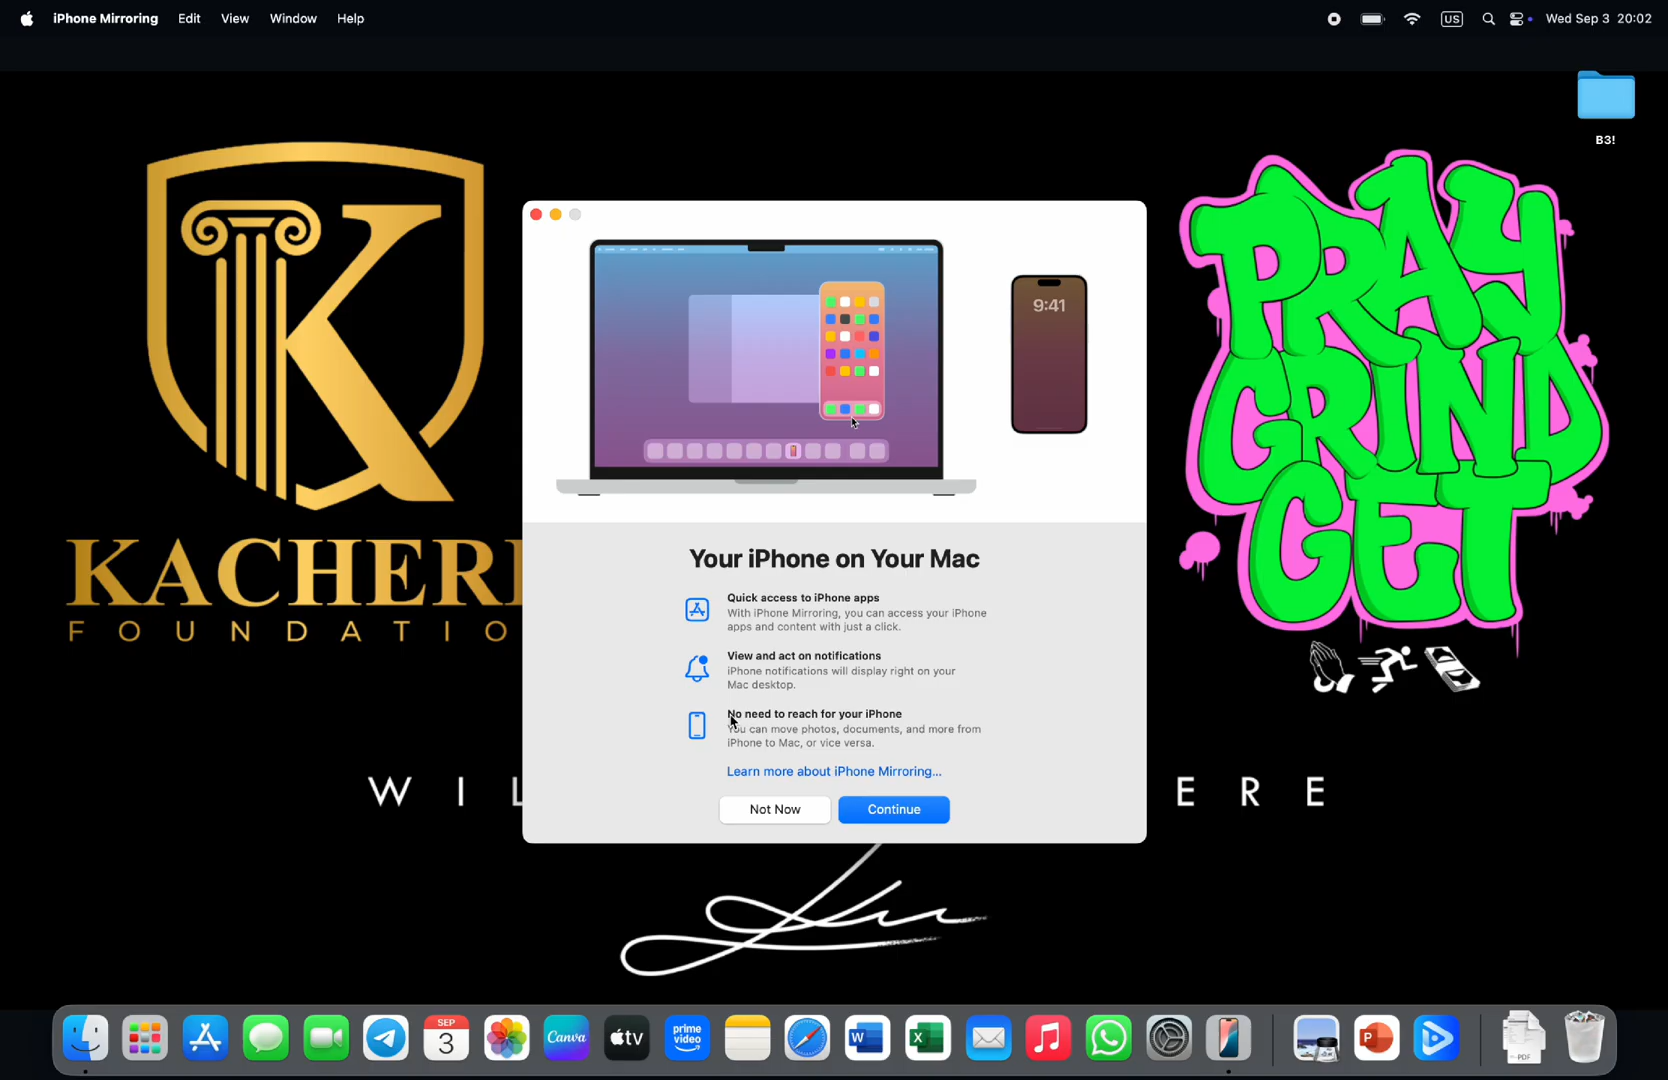 iPhone Mirroring Edit View Window Help
US
Wed Sep 3 20:02
B3!
KACHERI
FOUNDATIO
PRAY
GRIND
GET
9:41
Your iPhone on Your Mac
Quick access to iPhone apps
With iPhone Mirroring, you can access your iPhone
apps and content with just a click.
View and act on notifications
iPhone notifications will display right on your
Mac desktop.
No need to reach for your iPhone
You can move photos, documents, and more from
iPhone to Mac, or vice versa.
Learn more about iPhone Mirroring...
Not Now Continue
WIL ERE
SEP
3
Canva
tv
prime
video
W
X
P
PDF